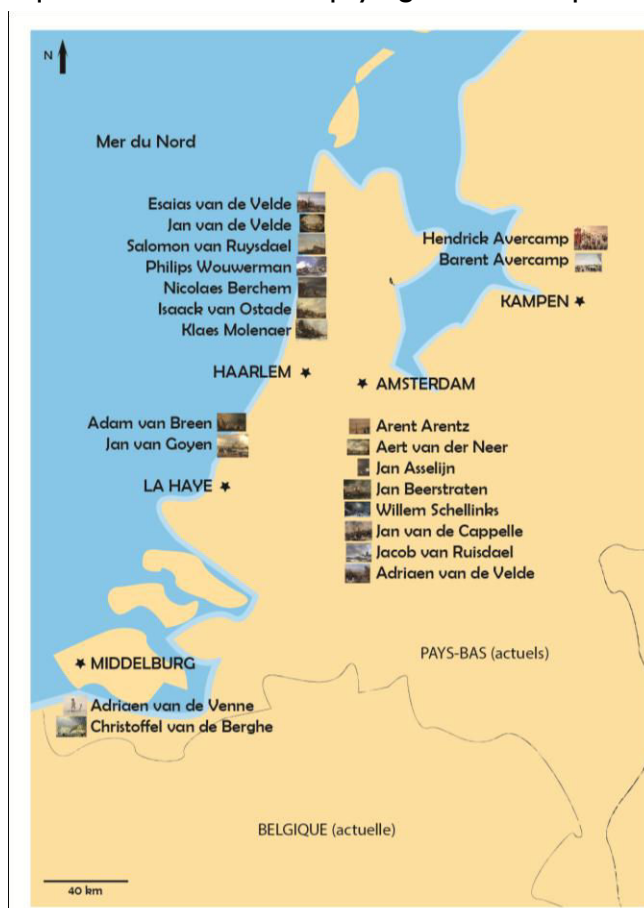 N
Mer du Nord
Esaias van de Velde
Jan van de Velde
Salomon van Ruysdael
Philips Wouwerman
Nicolaes Berchem
Isaack van Ostade
Klaes Molenaer
HAARLEM
Hendrick Avercamp
Barent Avercamp
KAMPEN
AMSTERDAM
Arent Arentz
Aert van der Neer
Jan Asselijn
Jan Beerstraten
Willem Schellinks
Jan van de Cappelle
Jacob van Ruisdael
Adriaen van de Velde
Adam van Breen
Jan van Goyen
LA HAYE
MIDDELBURG
Adriaen van de Venne
Christoffel van de Berghe
PAYS-BAS (actuels)
BELGIQUE (actuelle)
40 km